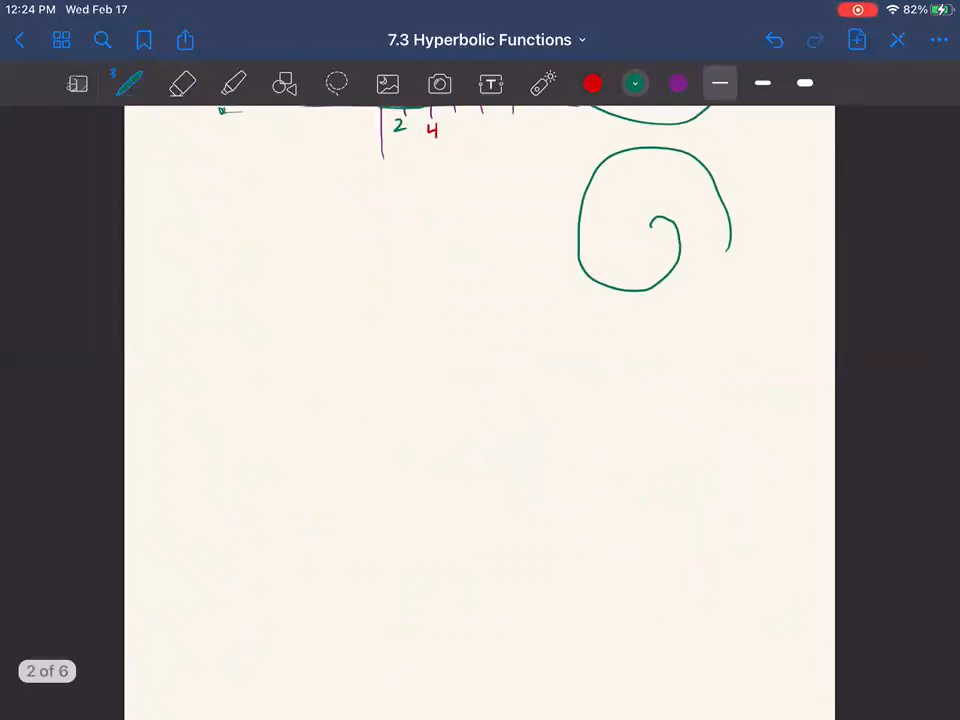 12:24 PM Wed Feb 17
82%
7.3 Hyperbolic Functions
T
2 4
2 of 6